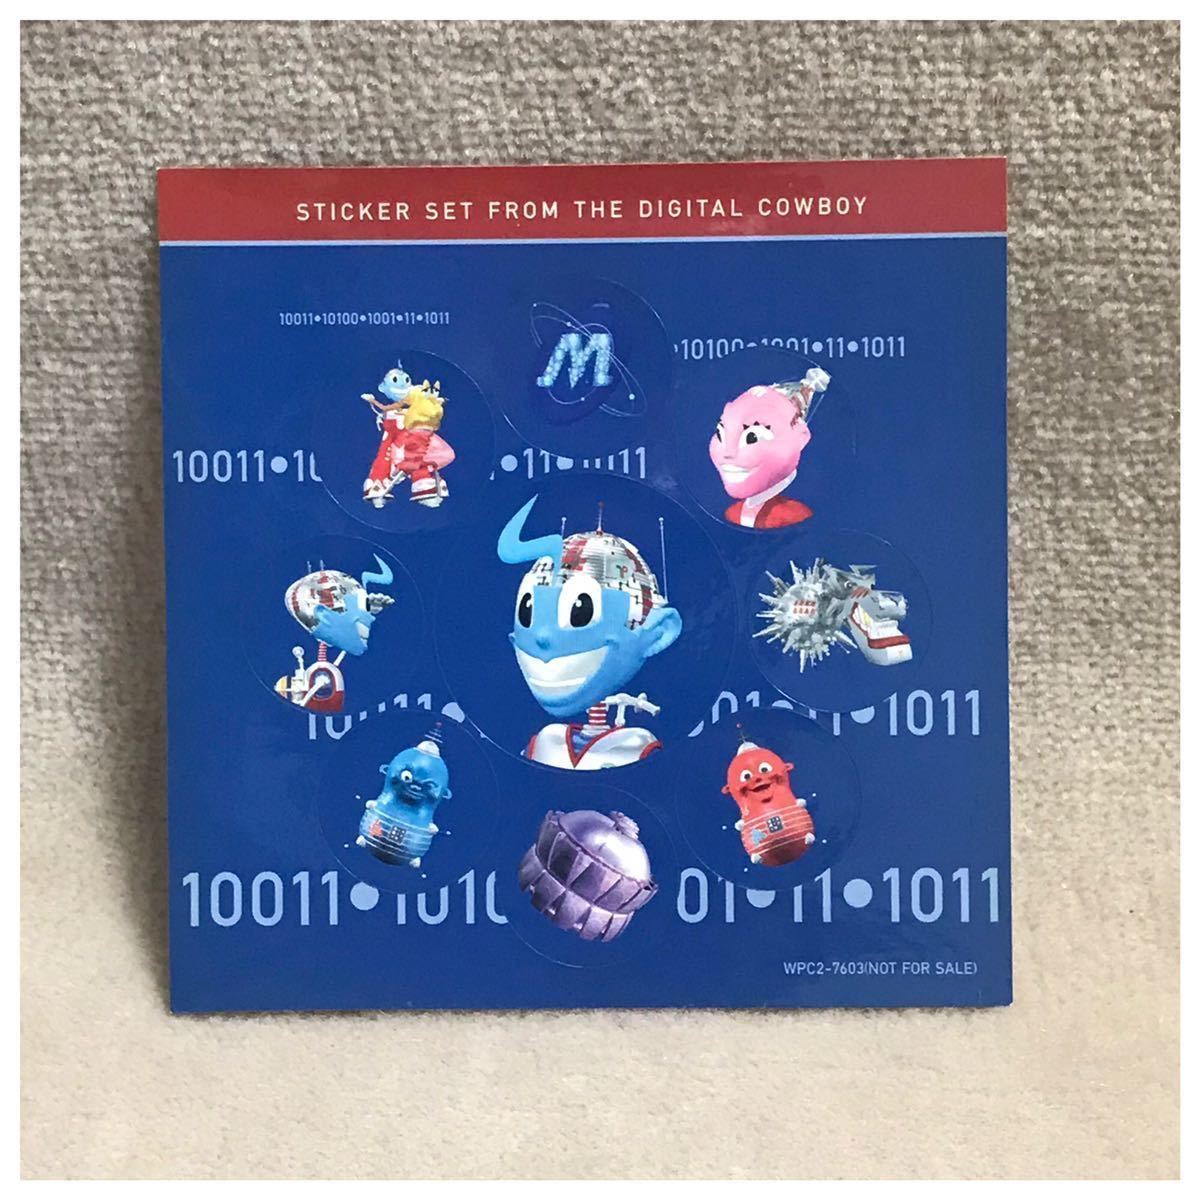 STICKER SET FROM THE DIGITAL COWBOY
10011•10100•1001•11•1011
M
•10100•1001•11•1011
10011•10
•11•1011
10011•
01•11•1011
10011•1010
01•11•1011
WPC2-7603(NOT FOR SALE)